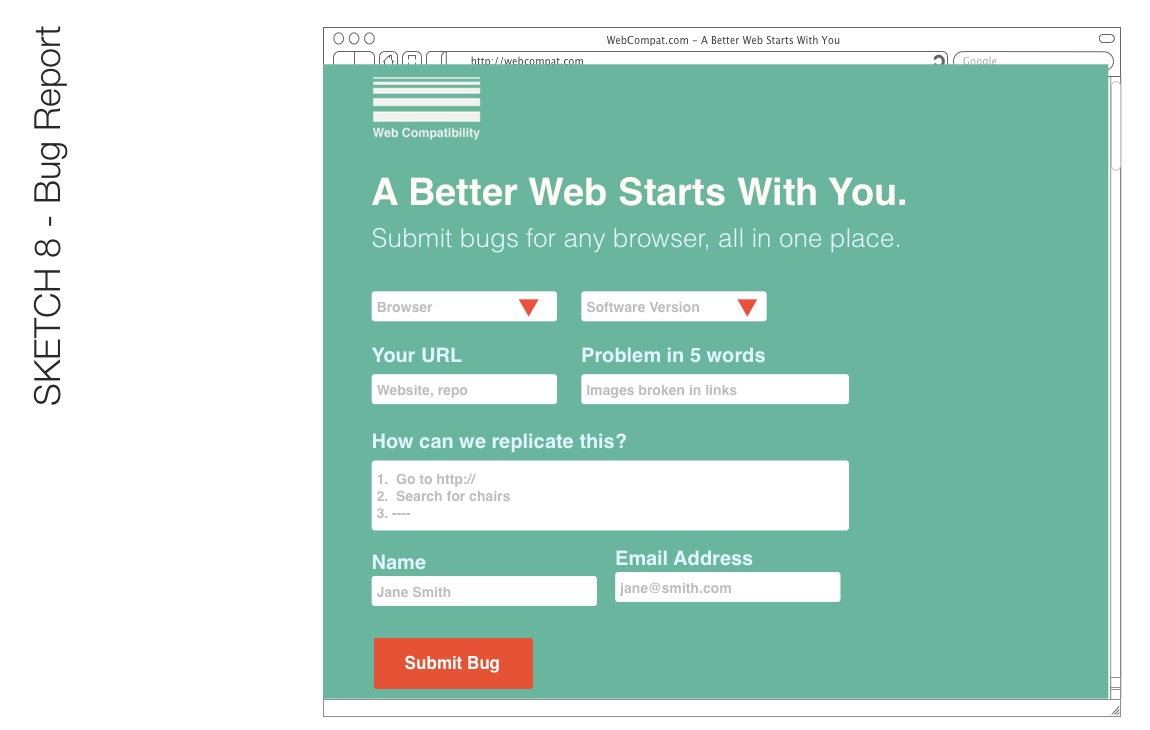 SKETCH 8 - Bug Report
WebCompat.com – A Better Web Starts With You
http://webcompat.com
Google
Web Compatibility
A Better Web Starts With You.
Submit bugs for any browser, all in one place.
Browser
Software Version
Your URL
Problem in 5 words
Website, repo
Images broken in links
How can we replicate this?
1. Go to http://
2. Search for chairs
3. ----
Name
Email Address
Jane Smith
jane@smith.com
Submit Bug